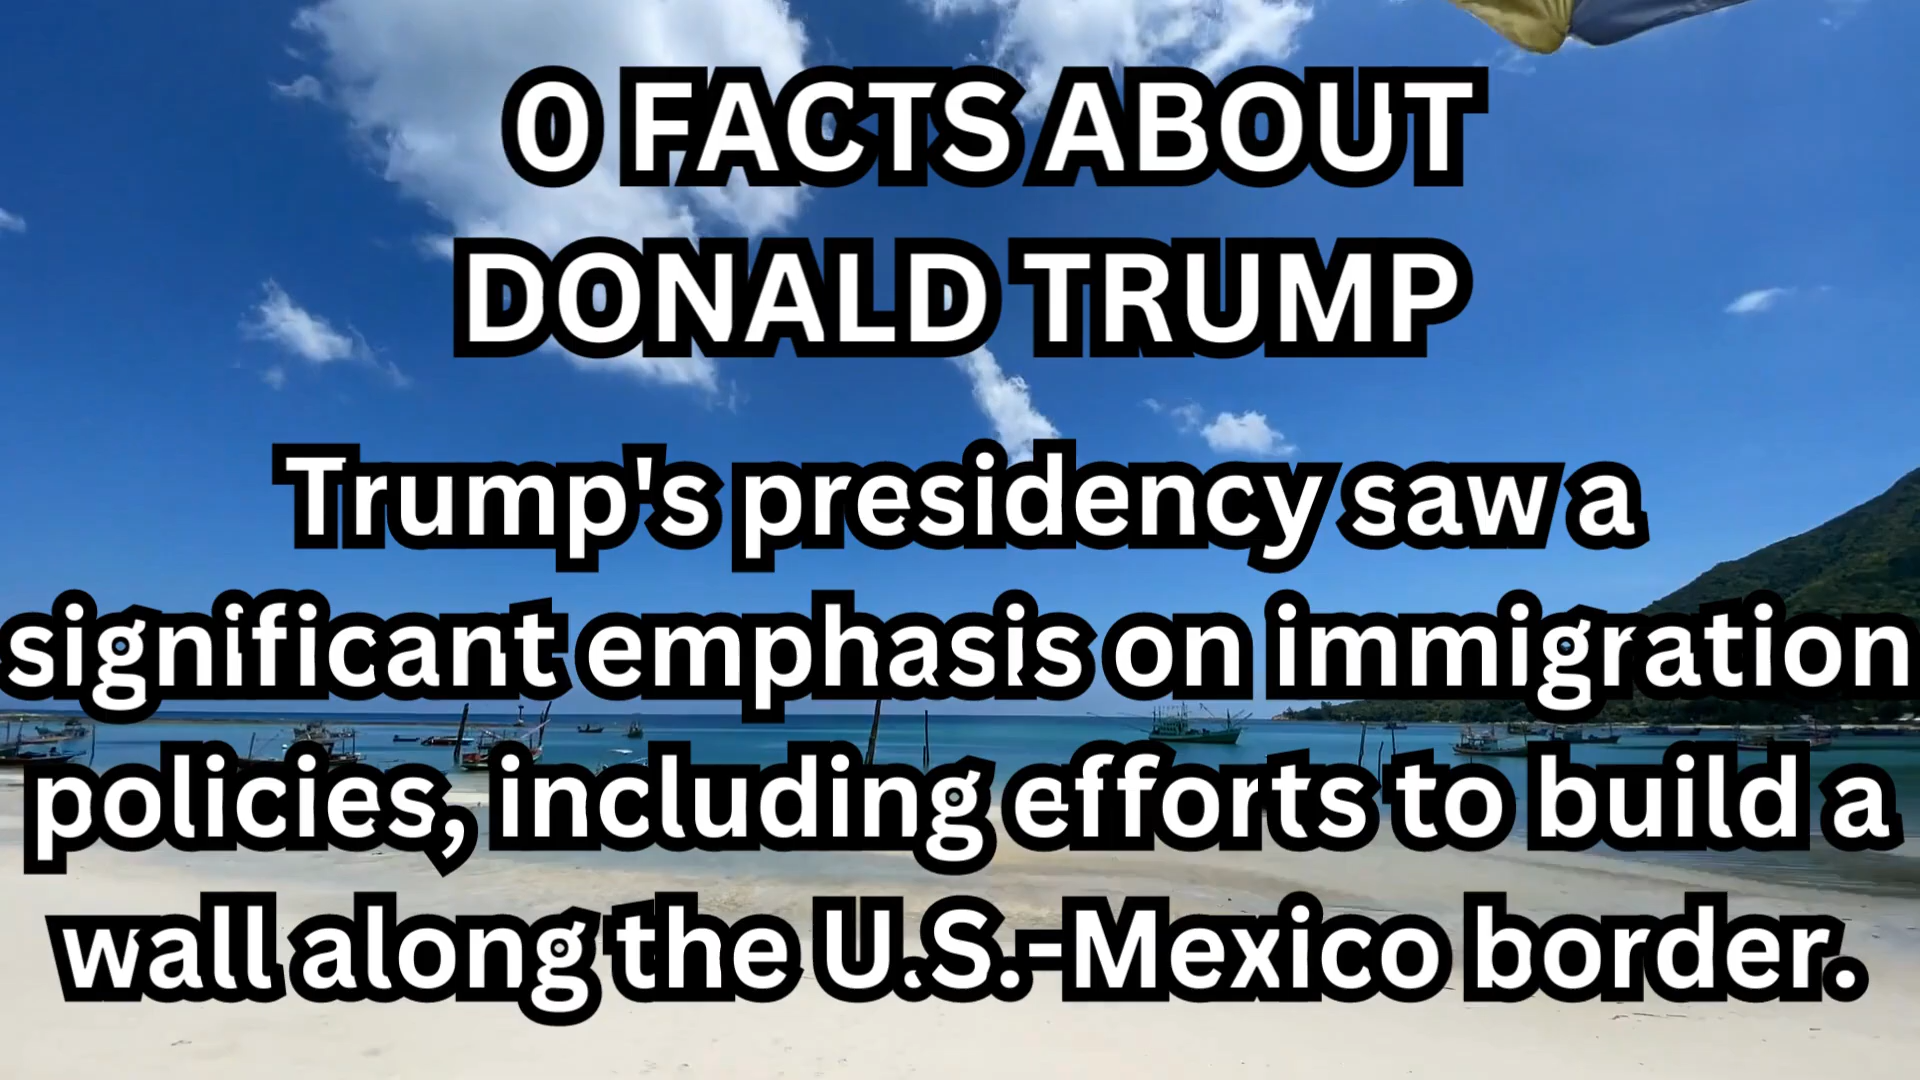 0 FACTS ABOUT
DONALD TRUMP
Trump's presidency saw a
significant emphasis on immigration
policies, including efforts to build a
wall along the U.S.-Mexico border.